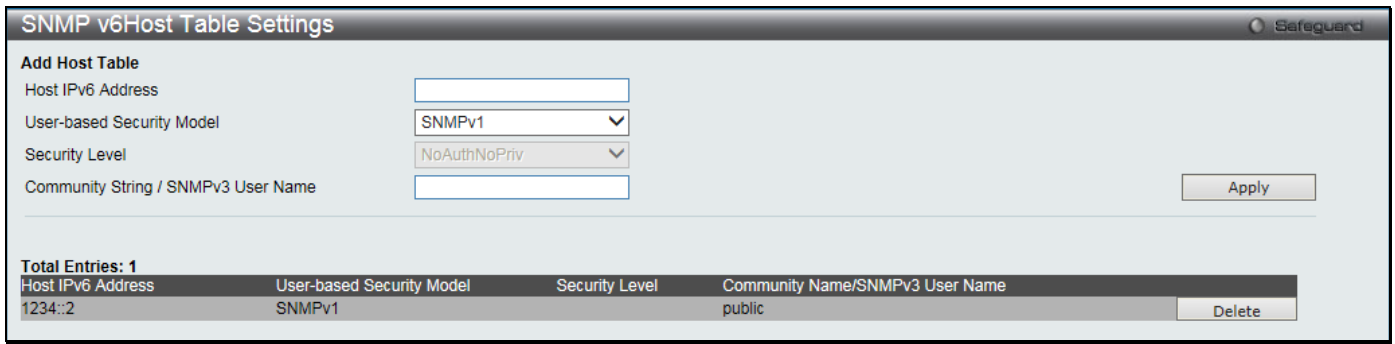 SNMP v6Host Table Settings
Safeguard
Add Host Table
Host IPv6 Address
User-based Security Model SNMPv1
Security Level NoAuthNoPriv
Community String / SNMPv3 User Name
Apply
Total Entries: 1
Host IPv6 Address User-based Security Model Security Level Community Name/SNMPv3 User Name
1234::2 SNMPv1 public Delete